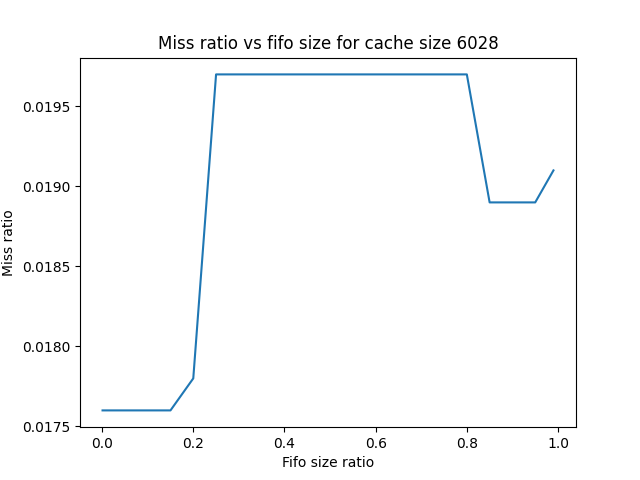 Miss ratio vs fifo size for cache size 6028
0.0195
0.0190
0.0185
0.0180
0.0175
Miss ratio
0.0 0.2 0.4 0.6 0.8 1.0
Fifo size ratio